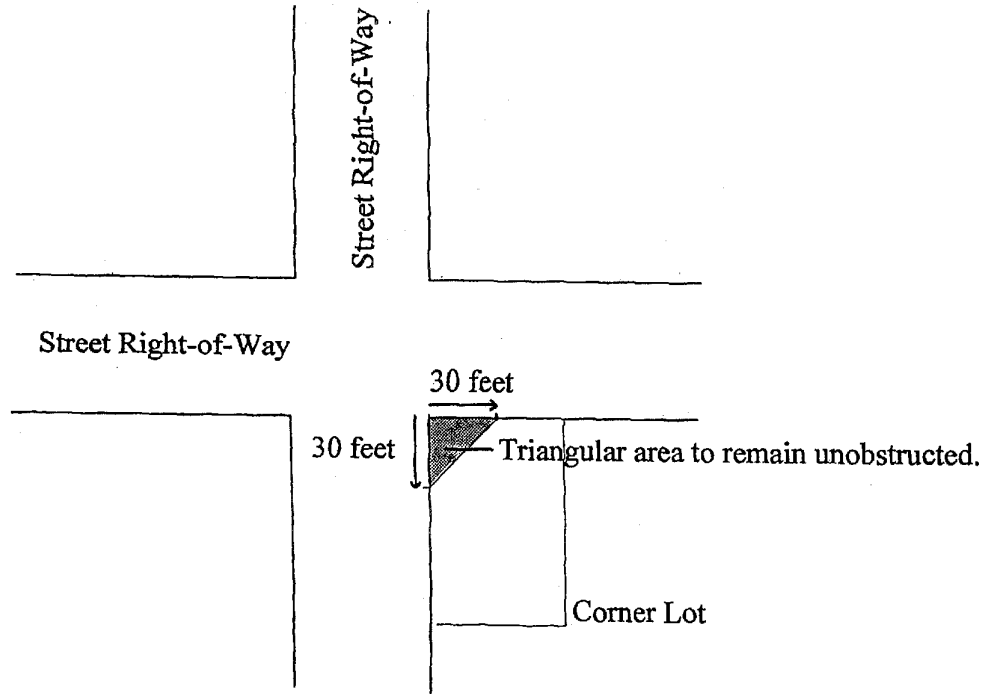 Street Right-of-Way
Street Right-of-Way
30 feet
30 feet
Triangular area to remain unobstructed.
Corner Lot